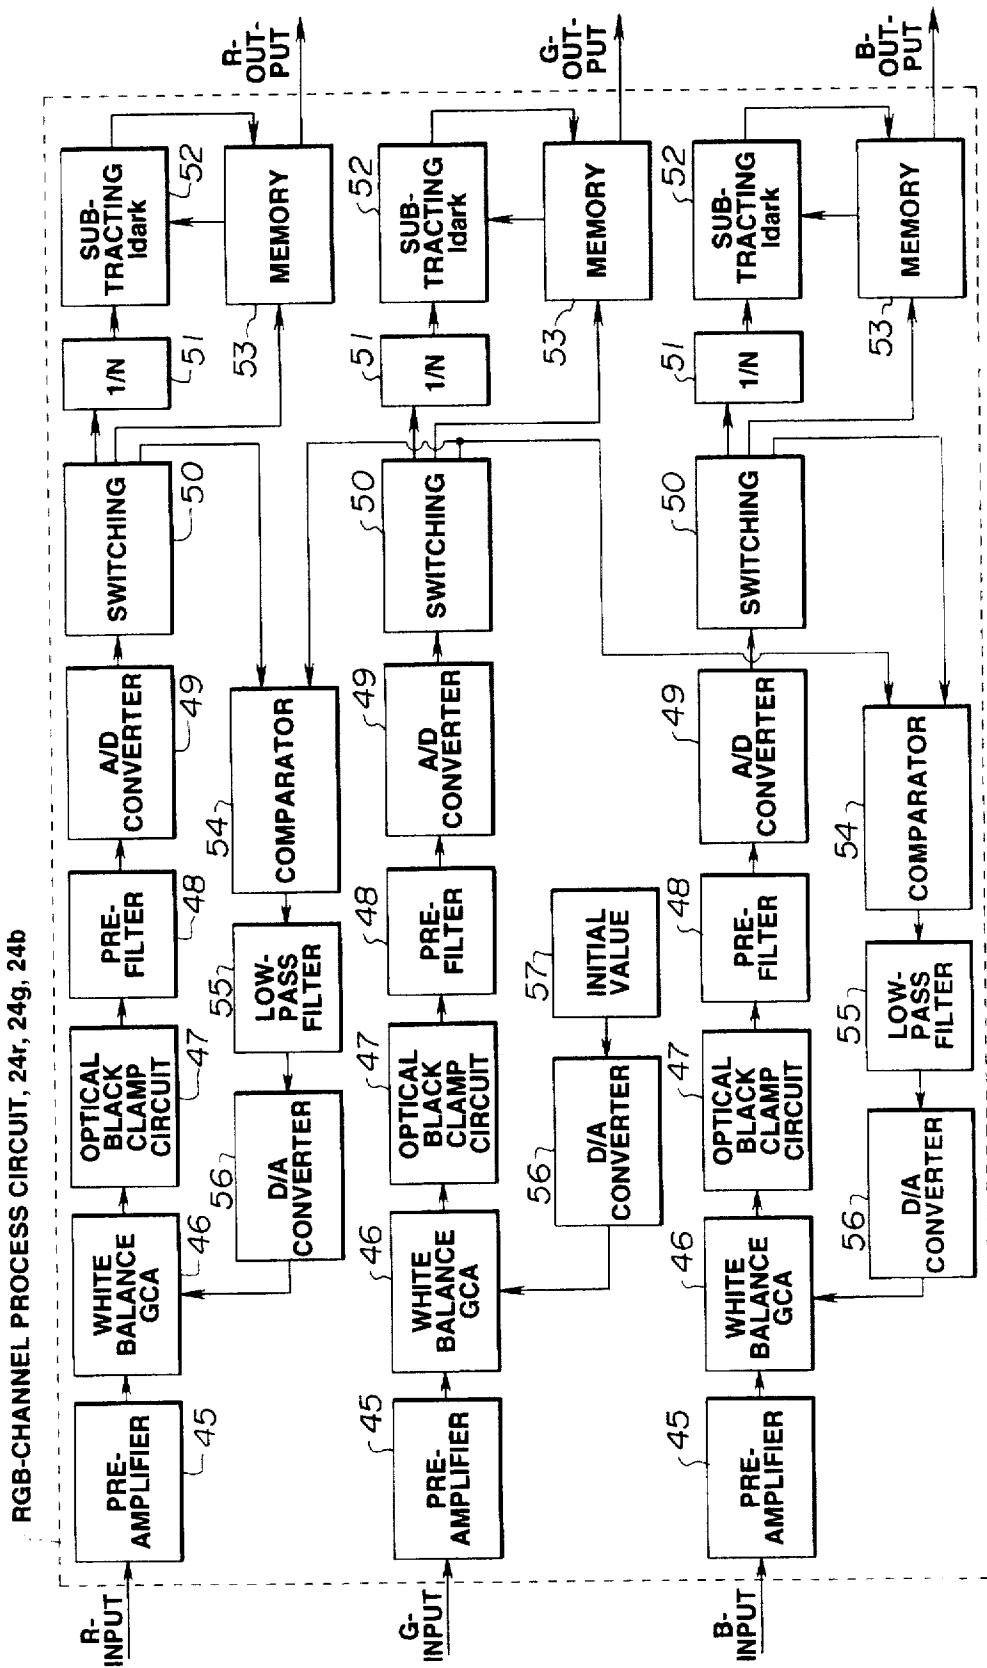 RGB-CHANNEL PROCESS CIRCUIT, 24r, 24g, 24b
R-
INPUT
PRE-
AMPLIFIER
45
WHITE
BALANCE
GCA
46
OPTICAL
BLACK
CLAMP
CIRCUIT
47
PRE-
FILTER
48
A/D
CONVERTER
49
SWITCHING
50
1/N
51
SUB-
TRACTING
Idark
52
MEMORY
53
R-
OUT-
PUT
D/A
CONVERTER
56
LOW-
PASS
FILTER
55
COMPARATOR
54
G-
INPUT
PRE-
AMPLIFIER
45
WHITE
BALANCE
GCA
46
OPTICAL
BLACK
CLAMP
CIRCUIT
47
PRE-
FILTER
48
A/D
CONVERTER
49
SWITCHING
50
1/N
51
SUB-
TRACTING
Idark
52
MEMORY
53
G-
OUT-
PUT
D/A
CONVERTER
56
INITIAL
VALUE
57
B-
INPUT
PRE-
AMPLIFIER
45
WHITE
BALANCE
GCA
46
OPTICAL
BLACK
CLAMP
CIRCUIT
47
PRE-
FILTER
48
A/D
CONVERTER
49
SWITCHING
50
1/N
51
SUB-
TRACTING
Idark
52
MEMORY
53
B-
OUT-
PUT
D/A
CONVERTER
56
LOW-
PASS
FILTER
55
COMPARATOR
54